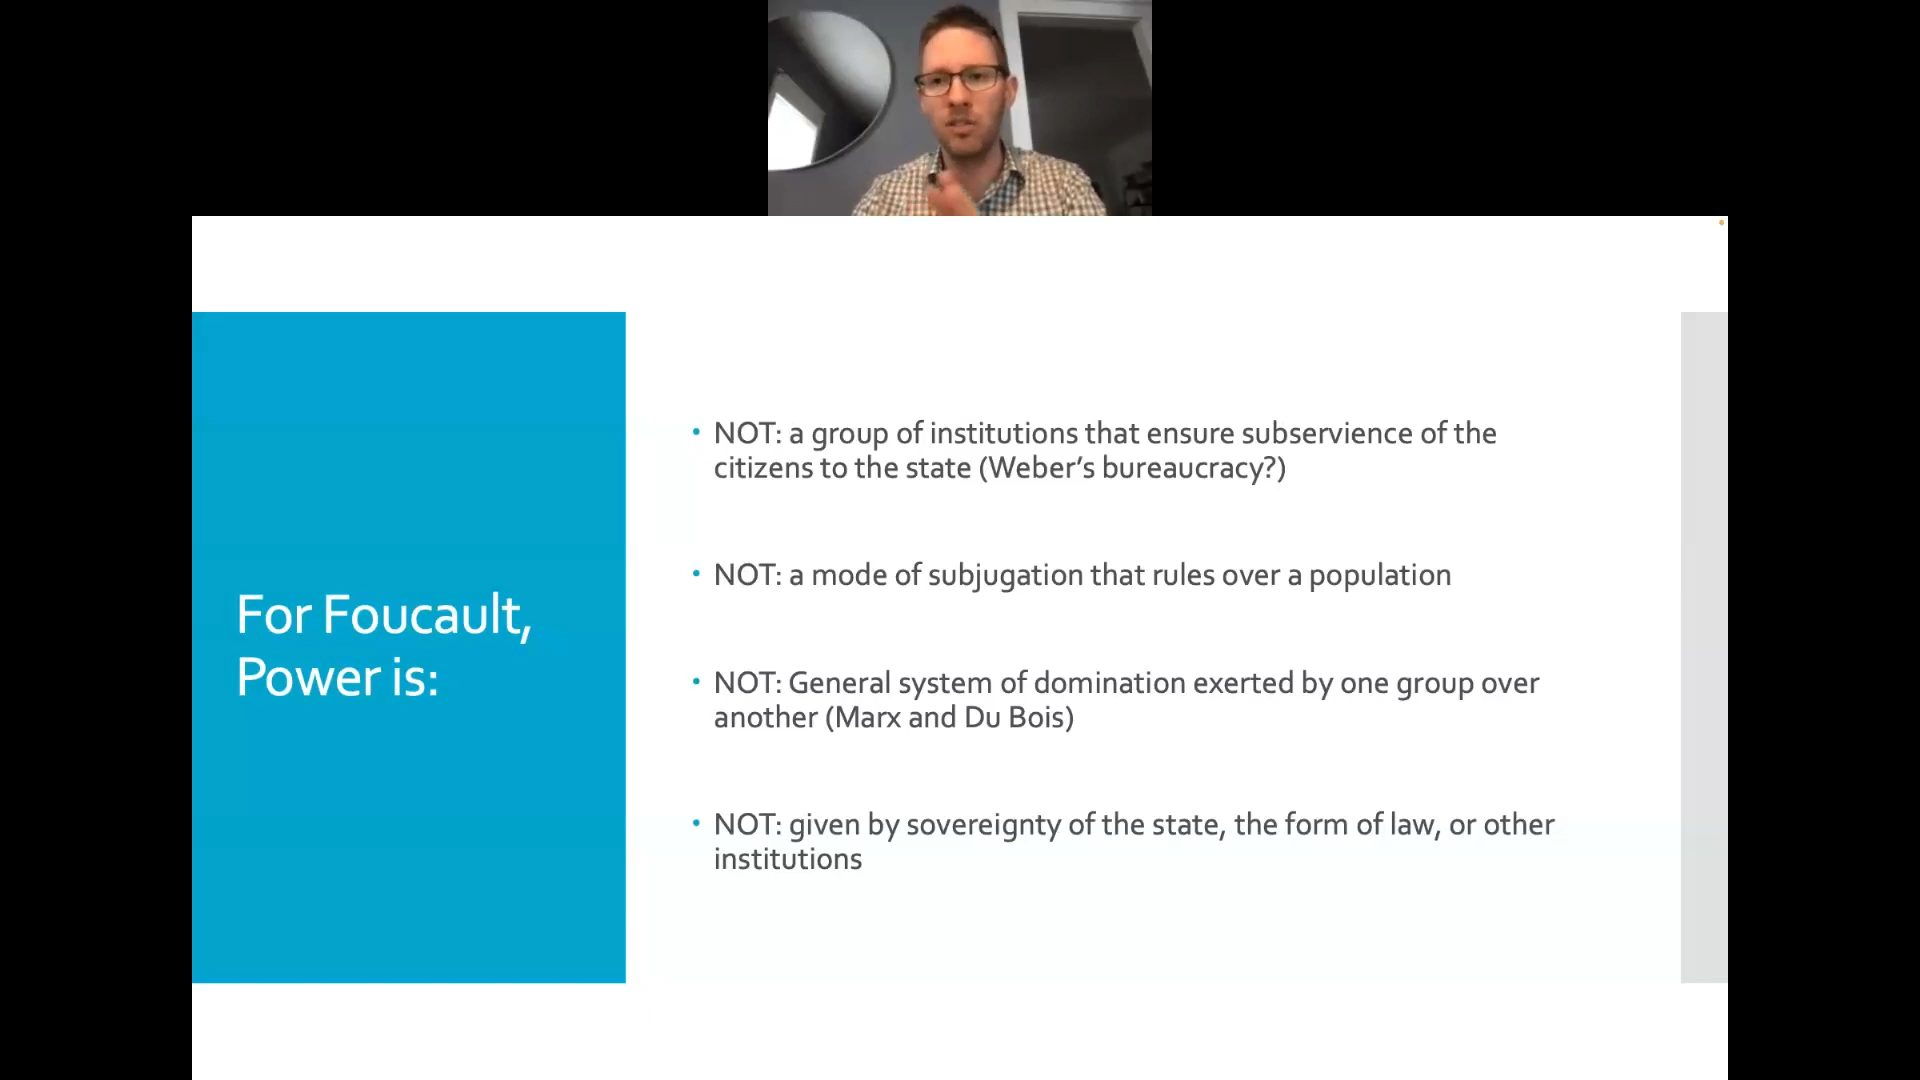 For Foucault,
Power is:
• NOT: a group of institutions that ensure subservience of the
citizens to the state (Weber's bureaucracy?)
• NOT: a mode of subjugation that rules over a population
• NOT: General system of domination exerted by one group over
another (Marx and Du Bois)
• NOT: given by sovereignty of the state, the form of law, or other
institutions